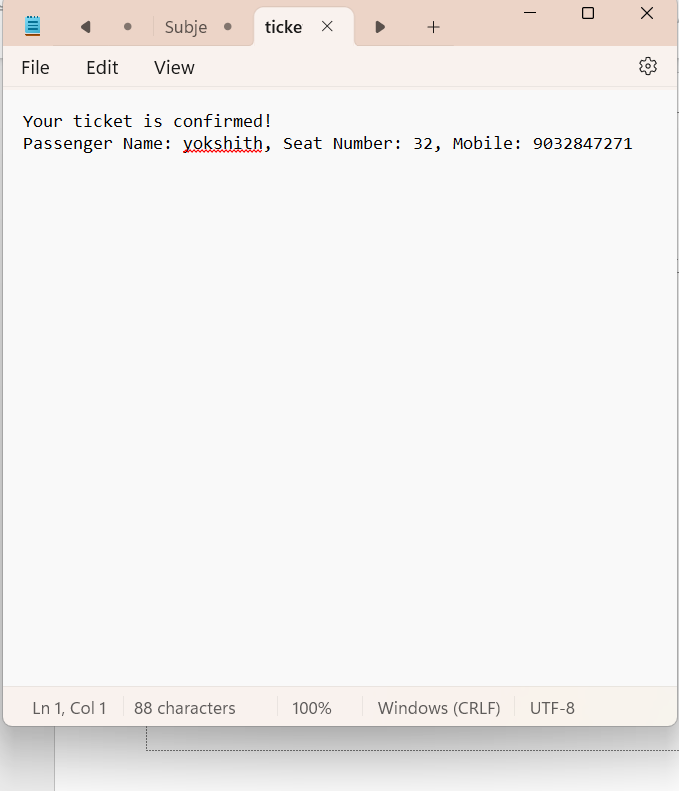 Subje
ticke
File Edit View
Your ticket is confirmed!
Passenger Name: yokshith, Seat Number: 32, Mobile: 9032847271
Ln 1, Col 1 88 characters 100% Windows (CRLF) UTF-8